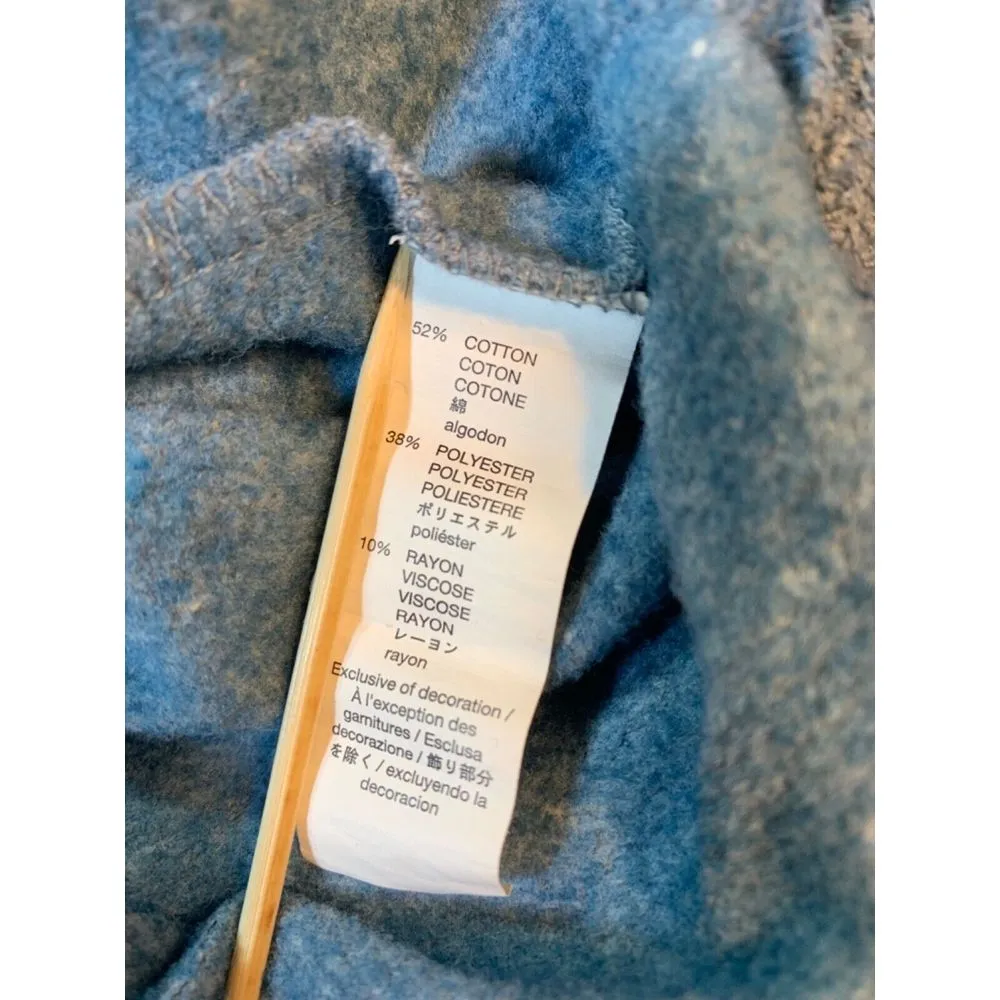 52% COTTON
COTON
COTONE
綿
algodon
38% POLYESTER
POLYESTER
POLIESTERE
ポリエステル
poliéster
10% RAYON
VISCOSE
VISCOSE
RAYON
レーヨン
rayon
Exclusive of decoration /
À l'exception des
garnitures / Esclusa
decorazione / 飾り部分
を除く / excluyendo la
decoracion